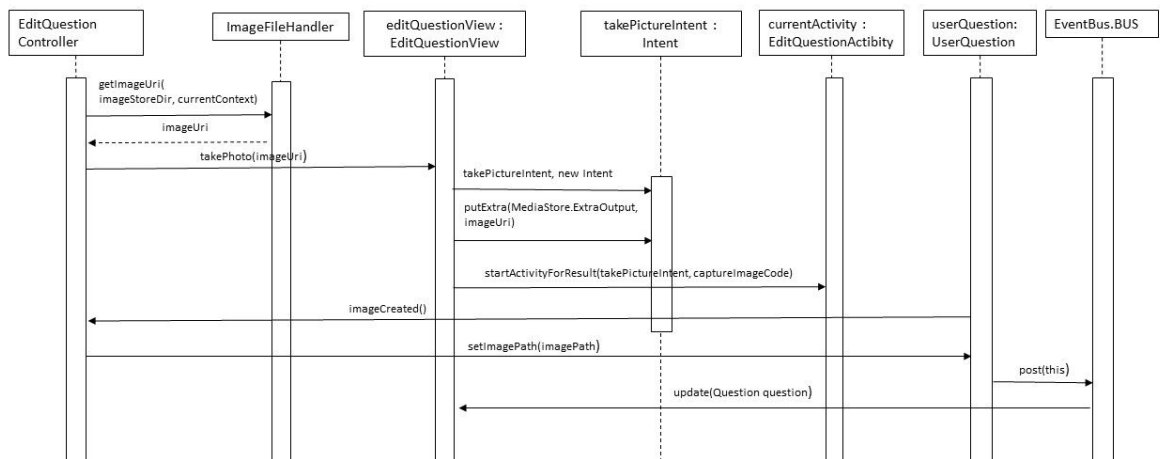 EditQuestion
Controller
ImageFileHandler
editQuestionView :
EditQuestionView
takePictureIntent :
Intent
currentActivity :
EditQuestionActibity
userQuestion:
UserQuestion
EventBus.BUS
getImageUri(
imageStoreDir, currentContext)
imageUri
takePhoto(imageUri)
takePictureIntent, new Intent
putExtra(MediaStore.ExtraOutput,
imageUri)
startActivityForResult(takePictureIntent, captureImageCode)
imageCreated()
setImagePath(imagePath)
post(this)
update(Question question)